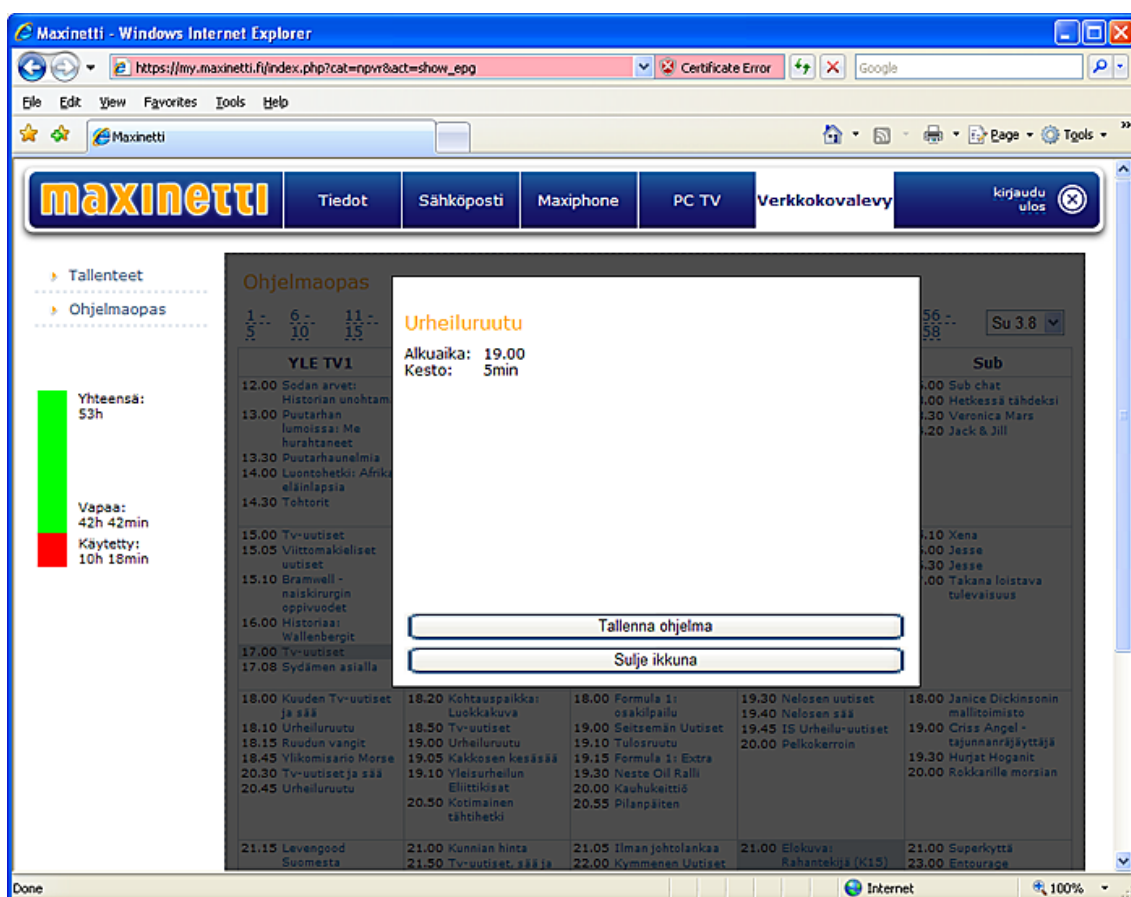 Maxinetti - Windows Internet Explorer
https://my.maxinetti.fi/index.php?cat=npvr&act=show_epg
Certificate Error
Google
File Edit View Favorites Tools Help
Maxinetti
Page
Tools
»
maxinetti
Tiedot
Sähköposti
Maxiphone
PC TV
Verkkokovalevy
kirjaudu
ulos
Tallenteet
Ohjelmaopas
Yhteensä:
53h
Vapaa:
42h 42min
Käytetty:
10h 18min
Ohjelmaopas
1 -
5
6 -
10
11 -
15
56 -
58
Su 3.8
Urheiluruutu
Alkuaika: 19.00
Kesto: 5min
Tallenna ohjelma
Sulje ikkuna
YLE TV1
12.00 Sodan arvet:
Historian unohtam
13.00 Puutarhan
lumoissa: Me
hurahtaneet
13.30 Puutarhaunelmia
14.00 Luontohetki: Afrika
eläinlapsia
14.30 Tohtorit
15.00 Tv-uutiset
15.05 Viittomakieliset
uutiset
15.10 Bramwell -
naiskirurgin
oppivuodet
16.00 Historiaa:
Wallenbergit
17.00 Tv-uutiset
17.08 Sydämen asialla
Sub
.00 Sub chat
.00 Hetkessä tähdeksi
.30 Veronica Mars
.20 Jack & Jill
.10 Xena
.00 Jesse
.30 Jesse
.00 Takana loistava
tulevaisuus
18.00 Kuuden Tv-uutiset
ja sää
18.10 Urheiluruutu
18.15 Ruudun vangit
18.45 Ylikomisario Morse
20.30 Tv-uutiset ja sää
20.45 Urheiluruutu
18.20 Kohtauspaikka:
Luokkakuva
18.50 Tv-uutiset
19.00 Urheiluruutu
19.05 Kakkosen kesäsää
19.10 Yleisurheilun
Eliittikisat
20.50 Kotimainen
tähtihetki
18.00 Formula 1:
osakilpailu
19.00 Seitsemän Uutiset
19.10 Tulosruutu
19.15 Formula 1: Extra
19.30 Neste Oil Ralli
20.00 Kauhukeittiö
20.55 Pilanpäiten
19.30 Nelosen uutiset
19.40 Nelosen sää
19.45 IS Urheilu-uutiset
20.00 Pelkokerroin
18.00 Janice Dickinsonin
mallitoimisto
19.00 Criss Angel -
tajunnanräjäyttäjä
19.30 Hurjat Hoganit
20.00 Rokkarille morsian
21.15 Levengood
Suomesta
21.00 Kunnian hinta
21.50 Tv-uutiset, sää ja
21.05 Ilman johtolankaa
22.00 Kymmenen Uutiset
21.00 Elokuva:
Rahantekijä (K15)
21.00 Superkyttä
23.00 Entourage
Done
Internet
100%